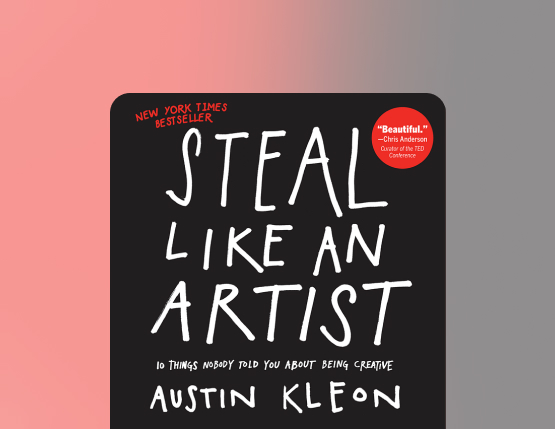 NEW YORK TIMES
BESTSELLER
"Beautiful."
—Chris Anderson
Curator of the TED
Conference
STEAL
LIKE AN
ARTIST
10 THINGS NOBODY TOLD YOU ABOUT BEING CREATIVE
AUSTIN KLEON